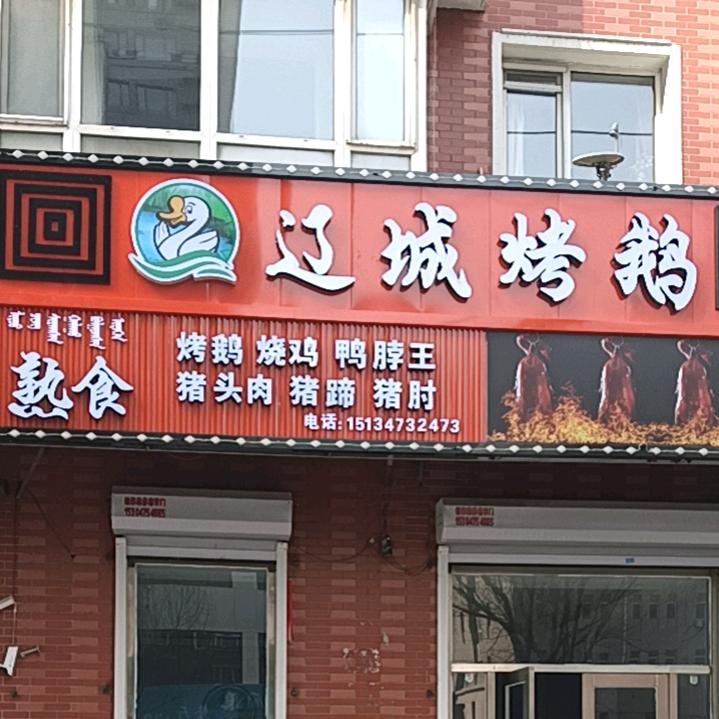 辽城烤鹅
熟食
烤鹅 烧鸡 鸭脖王
猪头肉 猪蹄 猪肘
电话:15134732473